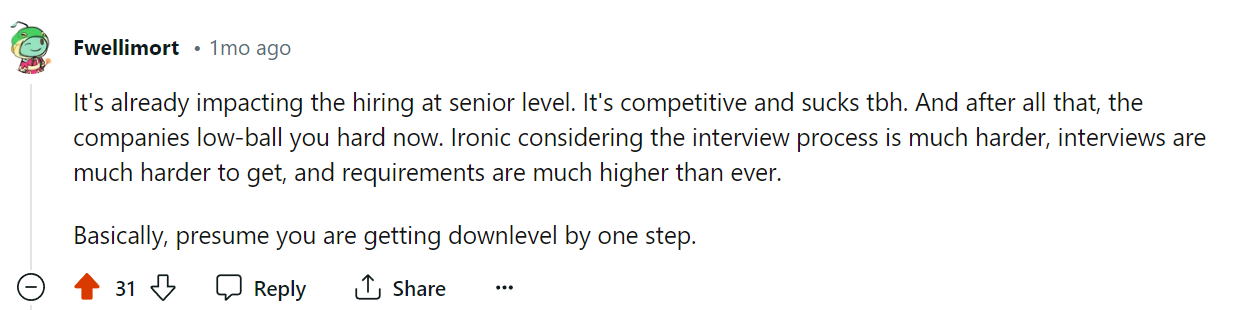 Fwellimort • 1mo ago
It's already impacting the hiring at senior level. It's competitive and sucks tbh. And after all that, the
companies low-ball you hard now. Ironic considering the interview process is much harder, interviews are
much harder to get, and requirements are much higher than ever.
Basically, presume you are getting downlevel by one step.
31 Reply Share ...